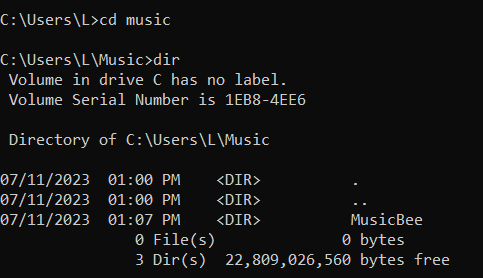 C:\Users\L>cd music
C:\Users\L\Music>dir
 Volume in drive C has no label.
 Volume Serial Number is 1EB8-4EE6
 Directory of C:\Users\L\Music
07/11/2023  01:00 PM    <DIR>          .
07/11/2023  01:00 PM    <DIR>          ..
07/11/2023  01:07 PM    <DIR>          MusicBee
               0 File(s)              0 bytes
               3 Dir(s)  22,809,026,560 bytes free